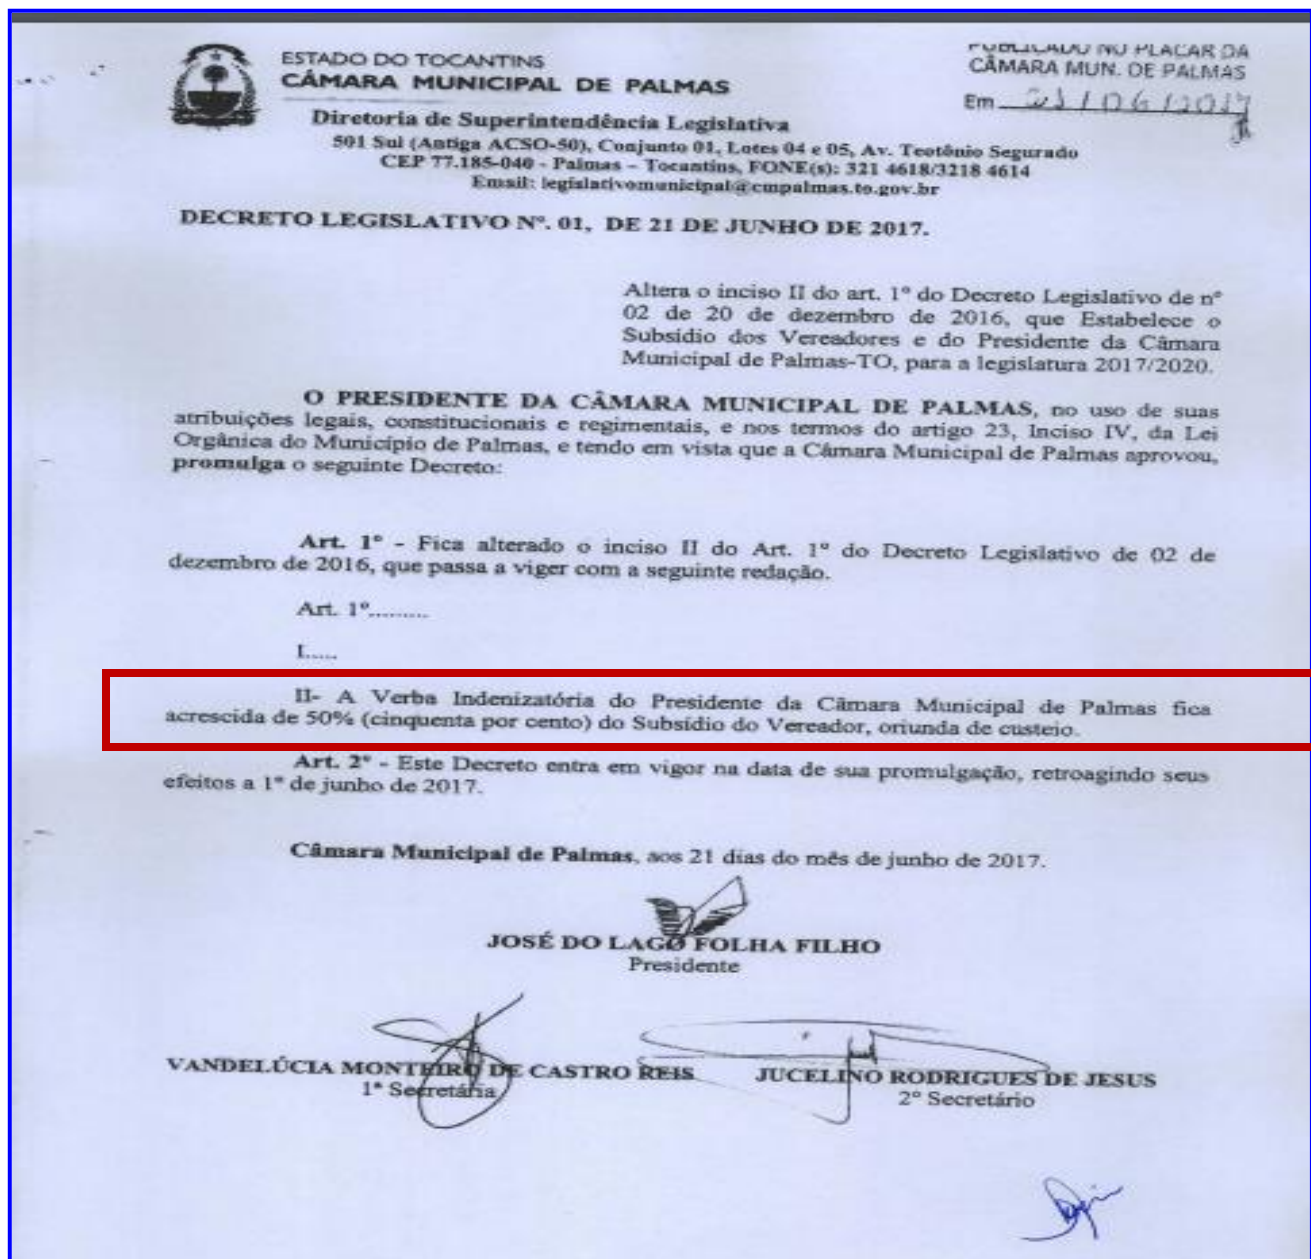 ESTADO DO TOCANTINS
CÂMARA MUNICIPAL DE PALMAS
PUBLICADO NO PLACAR DA
CÂMARA MUN. DE PALMAS
Em 21/06/2017
Diretoria de Superintendência Legislativa
501 Sul (Antiga ACSO-50), Conjunto 01, Lotes 04 e 05, Av. Teotônio Segurado
CEP 77.185-040 - Palmas - Tocantins, FONE(s): 321 4618/3218 4614
Email: legislativomunicipal@cmpalmas.to.gov.br
DECRETO LEGISLATIVO Nº. 01, DE 21 DE JUNHO DE 2017.
Altera o inciso II do art. 1º do Decreto Legislativo de nº
02 de 20 de dezembro de 2016, que Estabelece o
Subsídio dos Vereadores e do Presidente da Câmara
Municipal de Palmas-TO, para a legislatura 2017/2020.
O PRESIDENTE DA CÂMARA MUNICIPAL DE PALMAS, no uso de suas
atribuições legais, constitucionais e regimentais, e nos termos do artigo 23, Inciso IV, da Lei
Orgânica do Município de Palmas, e tendo em vista que a Câmara Municipal de Palmas aprovou,
promulga o seguinte Decreto:
Art. 1º - Fica alterado o inciso II do Art. 1º do Decreto Legislativo de 02 de
dezembro de 2016, que passa a viger com a seguinte redação.
Art. 1º.........
I.....
II- A Verba Indenizatória do Presidente da Câmara Municipal de Palmas fica
acrescida de 50% (cinquenta por cento) do Subsídio do Vereador, oriunda de custeio.
Art. 2º - Este Decreto entra em vigor na data de sua promulgação, retroagindo seus
efeitos a 1º de junho de 2017.
Câmara Municipal de Palmas, aos 21 dias do mês de junho de 2017.
JOSÉ DO LAGO FOLHA FILHO
Presidente
VANDELÚCIA MONTEIRO DE CASTRO REIS
1ª Secretária
JUCELINO RODRIGUES DE JESUS
2º Secretário